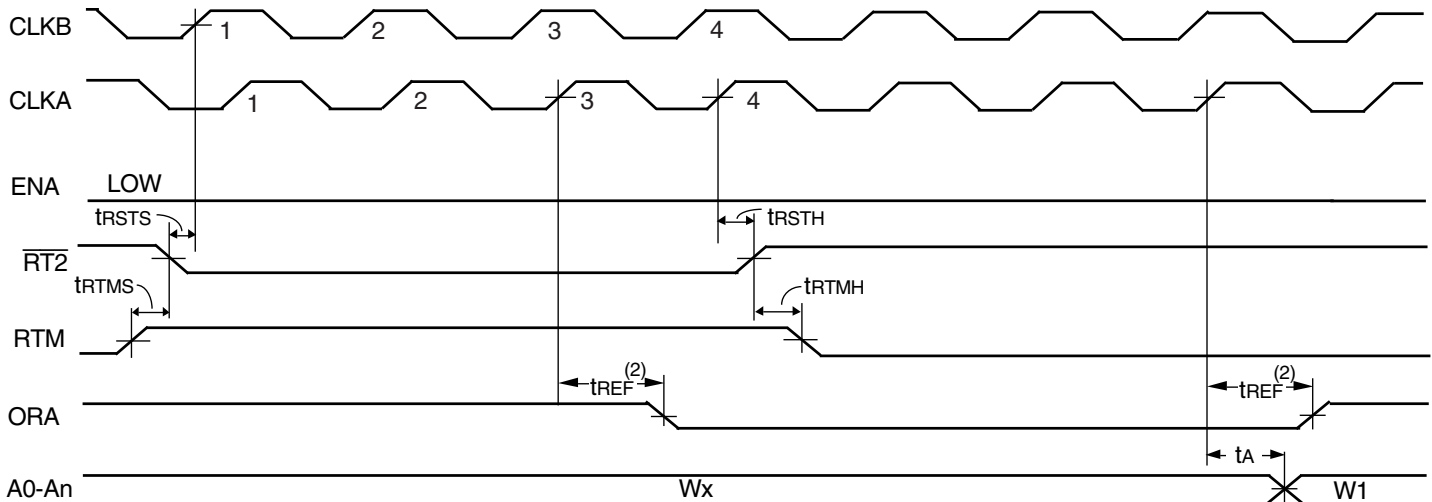 CLKB 1 2 3 4
CLKA 1 2 3 4
ENA LOW
tRSTS tRSTH
RT2
tRTMS tRTMH
RTM
tREF(2) tREF(2)
ORA
tA
A0-An Wx W1